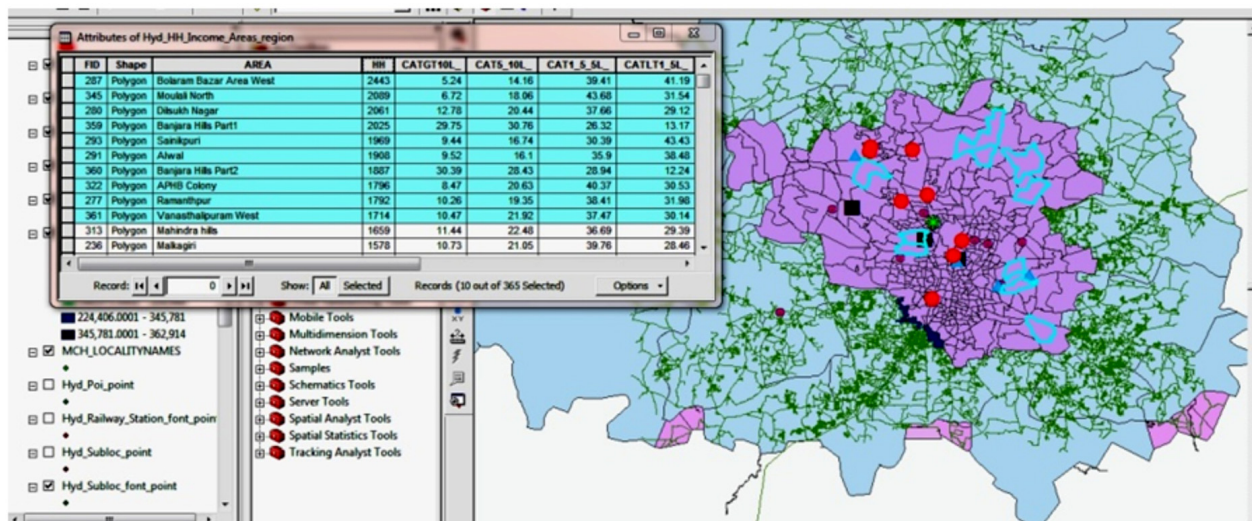 Attributes of Hyd_HH_Income_Areas_region
FID Shape AREA HH CATGT10L_ CAT5_10L_ CAT1_5_5L_ CATLT1_5L_
287 Polygon Bolaram Bazar Area West 2443 5.24 14.16 39.41 41.19
345 Polygon Moulali North 2089 6.72 18.06 43.68 31.54
280 Polygon Dilsukh Nagar 2061 12.78 20.44 37.66 29.12
359 Polygon Banjara Hills Part1 2025 29.75 30.76 26.32 13.17
293 Polygon Sainikpuri 1969 9.44 16.74 30.39 43.43
291 Polygon Alwal 1908 9.52 16.1 35.9 38.48
360 Polygon Banjara Hills Part2 1887 30.39 28.43 28.94 12.24
322 Polygon APHB Colony 1796 8.47 20.63 40.37 30.53
277 Polygon Ramanthpur 1792 10.26 19.35 38.41 31.98
361 Polygon Vanasthalipuram West 1714 10.47 21.92 37.47 30.14
313 Polygon Mahindra hills 1659 11.44 22.48 36.69 29.39
236 Polygon Malkagiri 1578 10.73 21.05 39.76 28.46
Record: 0 Show: All Selected Records (10 out of 365 Selected) Options
224,406.0001 - 345,781
345,781.0001 - 362,914
MCH_LOCALITYNAMES
Hyd_Poi_point
Hyd_Railway_Station_font_point
Hyd_Subloc_point
Hyd_Subloc_font_point
Mobile Tools
Multidimension Tools
Network Analyst Tools
Samples
Schematics Tools
Server Tools
Spatial Analyst Tools
Spatial Statistics Tools
Tracking Analyst Tools